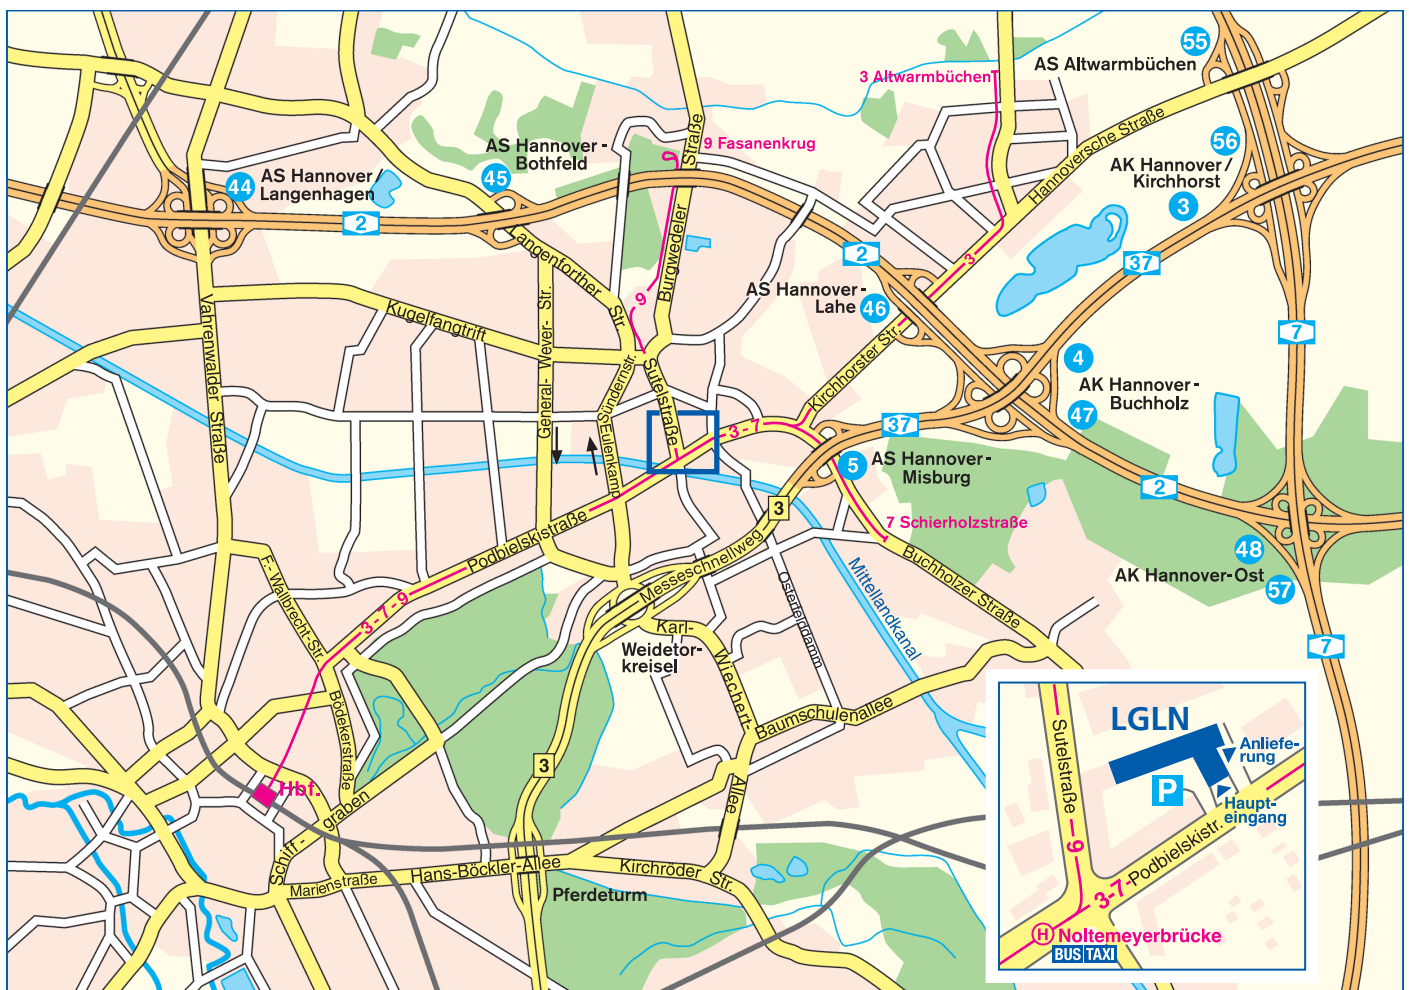 55
AS Altwarmbüchen
3 Altwarmbüchen
Hannoversche Straße
56
AK Hannover/
Kirchhorst
3
AS Hannover-
Bothfeld
45
9 Fasanenkrug
Straße
Burgwedeler
44
AS Hannover/
Langenhagen
2
Langenforther
Str.
2
37
3
AS Hannover-
Lahe
46
9
7
Vahrenwalder Straße
Kugelfangtrift
General-Wever-Str.
Sündernstr.
Eulenkamp
Sutelstraße
Kirchhorster Str.
4
AK Hannover-
Buchholz
47
3-7
37
5
AS Hannover-
Misburg
2
3
7 Schierholzstraße
Podbielskistraße
Messeschnellweg
Buchholzer Straße
Mittellandkanal
Osterfelddamm
48
AK Hannover-Ost
57
7
F.-Wallbrecht-Str.
3-7-9
Weidetor-
kreisel
Karl-
Wiechert-
Allee
Baumschulenallee
Bödekerstraße
3
Hbf.
Schiff-
graben
Marienstraße
Hans-Böckler-Allee
Kirchröder Str.
Pferdeturm
LGLN
Sutelstraße
Anliefe-
rung
P
Haupt-
eingang
9
3-7-Podbielskistr.
H Noltemeyerbrücke
BUS TAXI